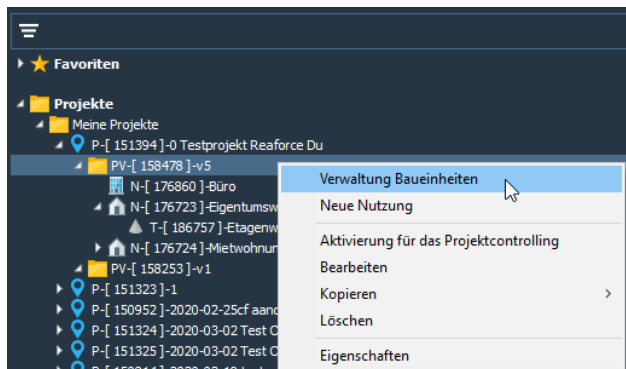 Favoriten
Projekte
Meine Projekte
P-[ 151394 ]-0 Testprojekt Reaforce Du
PV-[ 158478 ]-v5
Verwaltung Baueinheiten
N-[ 176860 ]-Büro
Neue Nutzung
N-[ 176723 ]-Eigentumsw
T-[ 186757 ]-Etagenw
Aktivierung für das Projektcontrolling
N-[ 176724 ]-Mietwohnun
Bearbeiten
PV-[ 158253 ]-v1
P-[ 151323 ]-1
Kopieren
P-[ 150952 ]-2020-02-25cf aand
Löschen
P-[ 151324 ]-2020-03-02 Test O
P-[ 151325 ]-2020-03-02 Test O
Eigenschaften